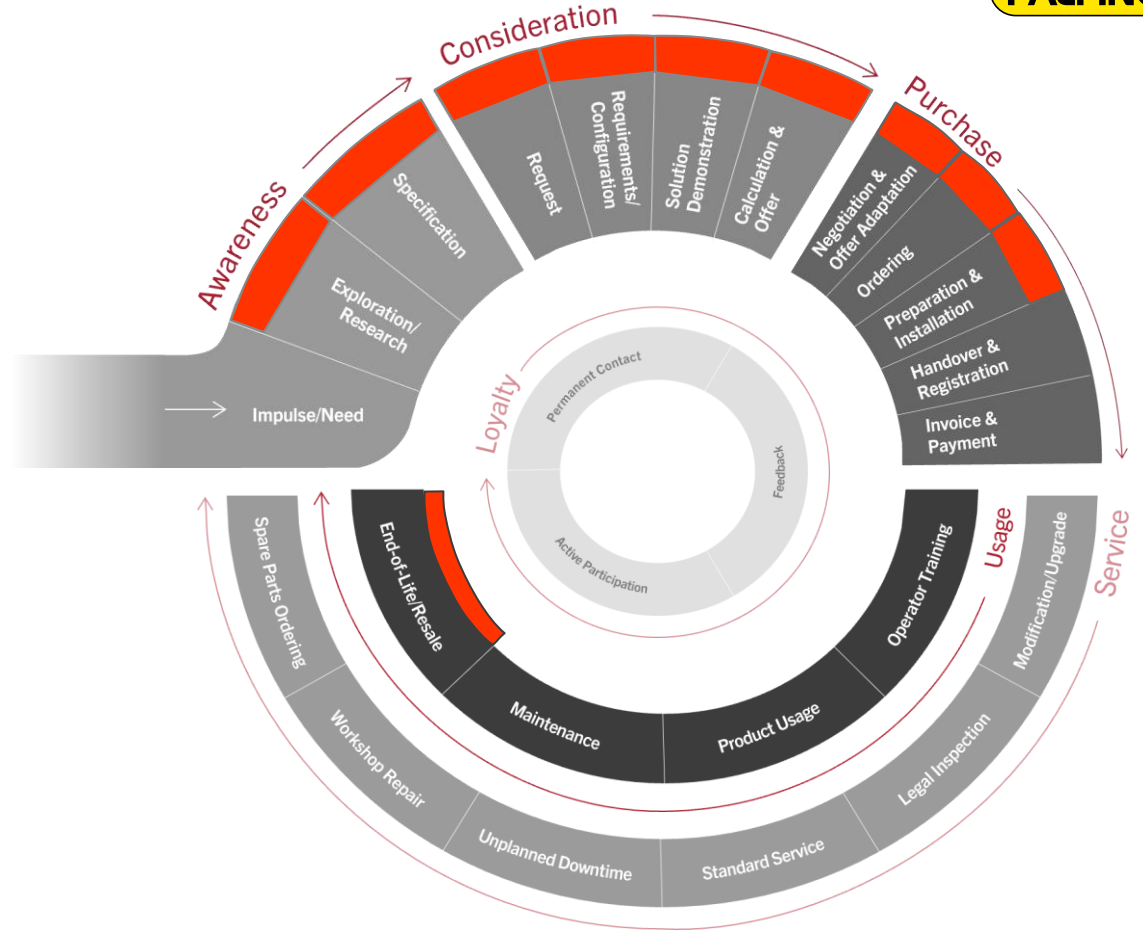 Consideration
Awareness
Purchase
Request
Requirements/
Configuration
Solution
Demonstration
Calculation &
Offer
Specification
Exploration/
Research
Impulse/Need
Negotiation &
Offer Adaptation
Ordering
Preparation &
Installation
Handover &
Registration
Invoice &
Payment
Loyalty
Permanent Contact
Feedback
Active Participation
Usage
Operator Training
Product Usage
Maintenance
End-of-Life/Resale
Service
Modification/Upgrade
Legal Inspection
Standard Service
Unplanned Downtime
Workshop Repair
Spare Parts Ordering